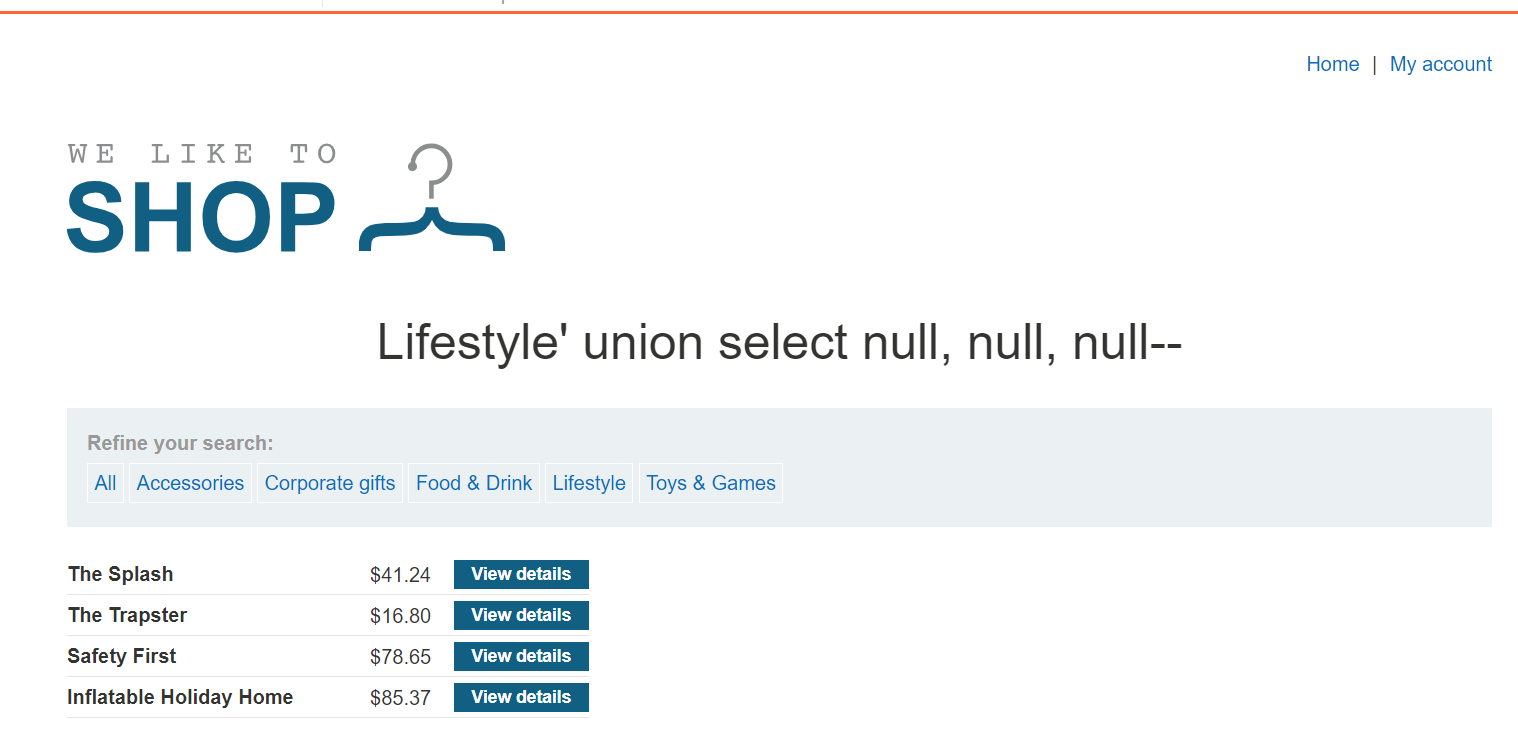 Home | My account
WE LIKE TO
SHOP
Lifestyle' union select null, null, null--
Refine your search:
All Accessories Corporate gifts Food & Drink Lifestyle Toys & Games
The Splash $41.24 View details
The Trapster $16.80 View details
Safety First $78.65 View details
Inflatable Holiday Home $85.37 View details